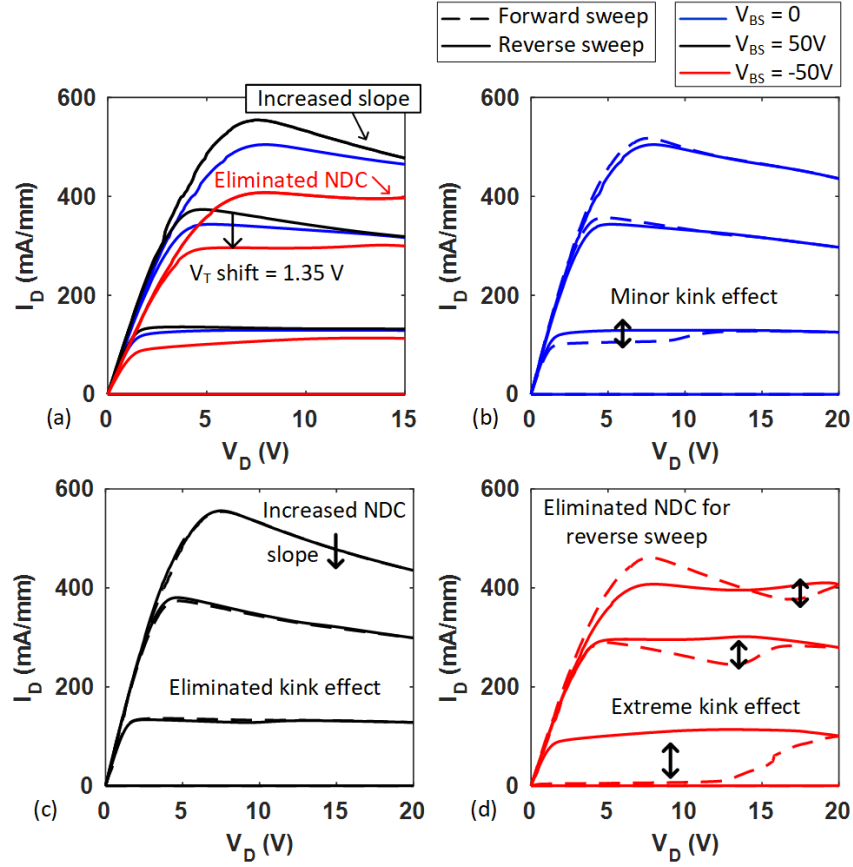 Forward sweep
Reverse sweep
V_BS = 0
V_BS = 50V
V_BS = -50V
600
400
200
0
I_D (mA/mm)
Increased slope
Eliminated NDC
V_T shift = 1.35 V
(a)
0
5
10
15
V_D (V)
600
400
200
0
I_D (mA/mm)
Minor kink effect
(b)
0
5
10
15
20
V_D (V)
600
400
200
0
I_D (mA/mm)
Increased NDC
slope
Eliminated kink effect
(c)
0
5
10
15
20
V_D (V)
600
400
200
0
I_D (mA/mm)
Eliminated NDC for
reverse sweep
Extreme kink effect
(d)
0
5
10
15
20
V_D (V)